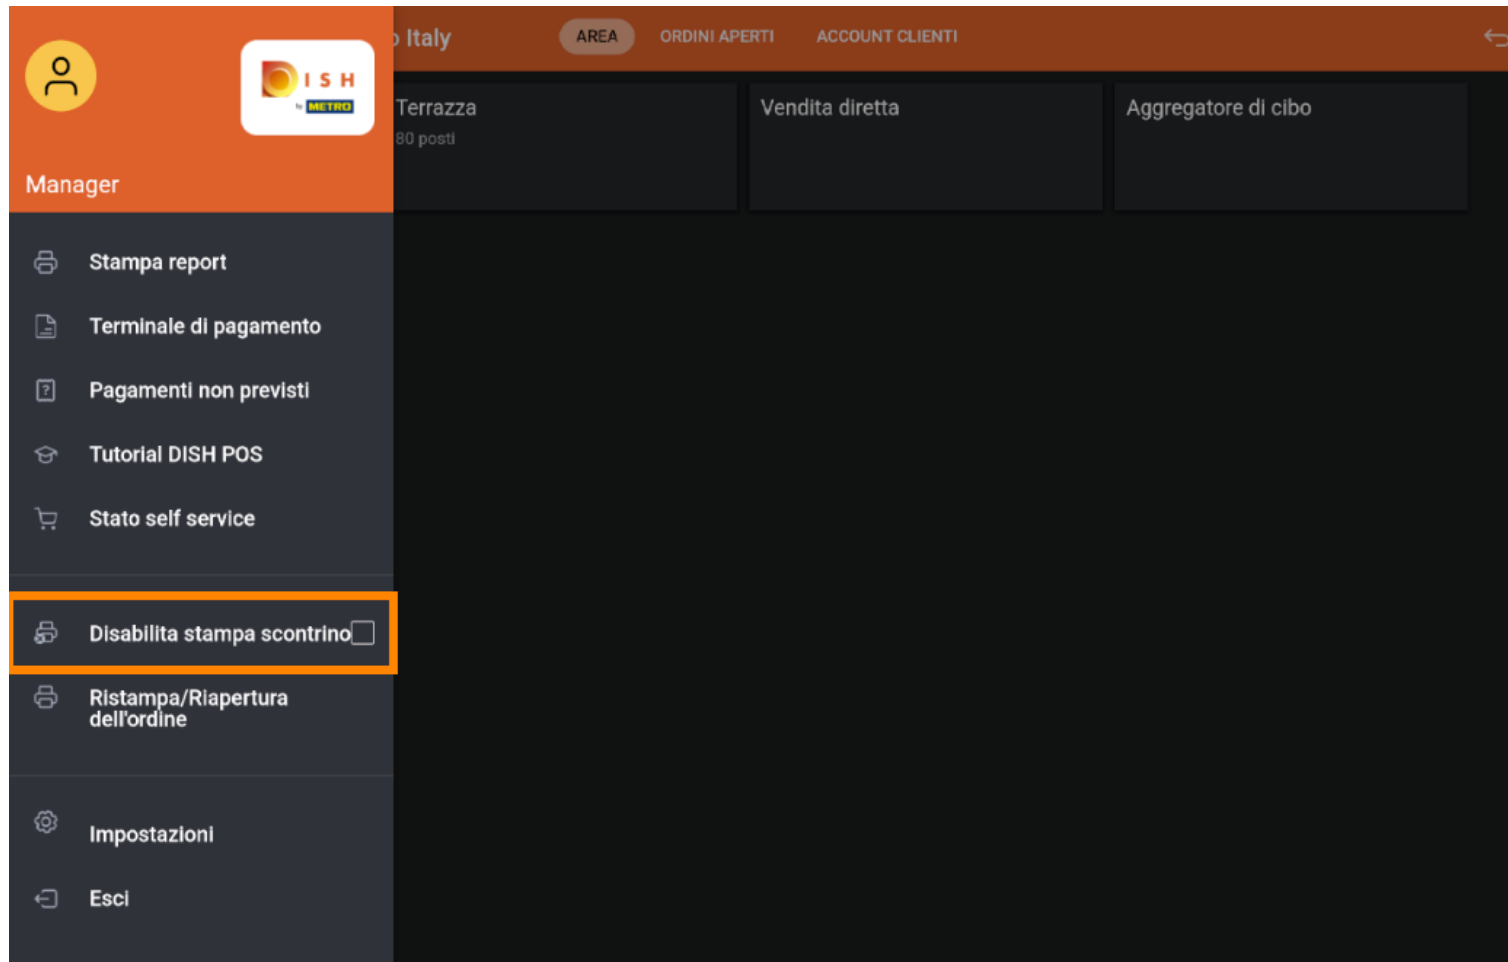 Italy
AREA
ORDINI APERTI
ACCOUNT CLIENTI
DISH
by METRO
Manager
Terrazza
80 posti
Vendita diretta
Aggregatore di cibo
Stampa report
Terminale di pagamento
Pagamenti non previsti
Tutorial DISH POS
Stato self service
Disabilita stampa scontrino
Ristampa/Riapertura
dell'ordine
Impostazioni
Esci